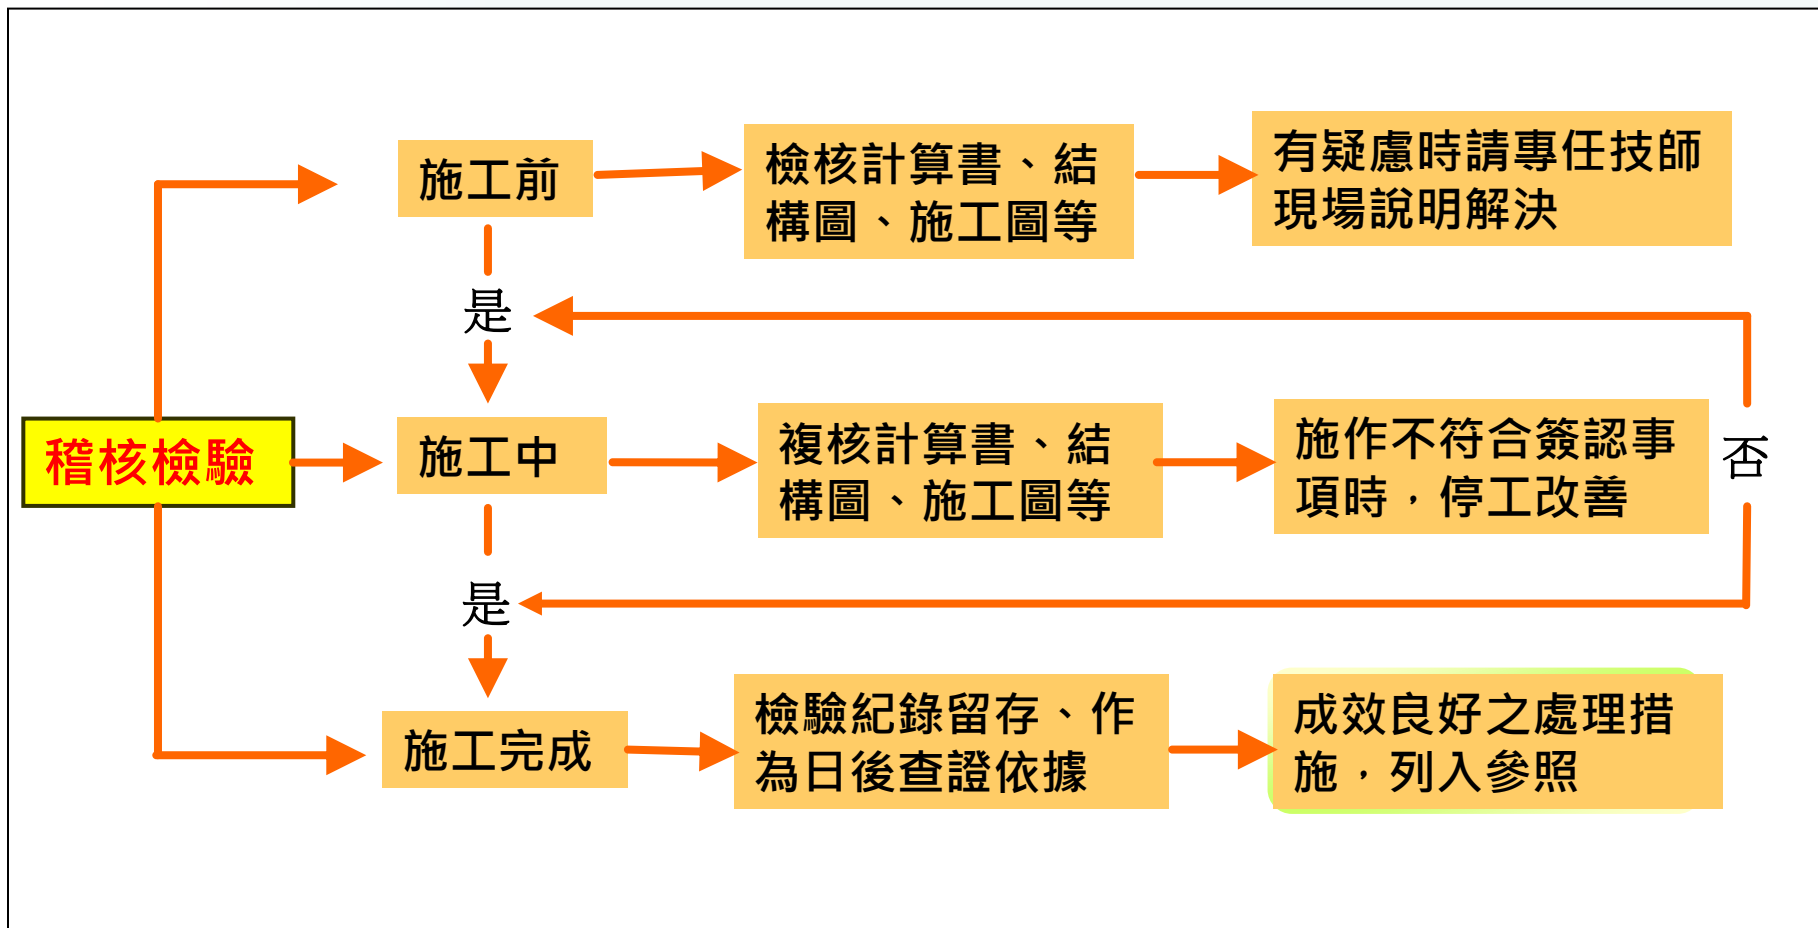 施工前
檢核計算書、結
構圖、施工圖等
有疑慮時請專任技師
現場說明解決
是
稽核檢驗
施工中
複核計算書、結
構圖、施工圖等
施作不符合簽認事
項時，停工改善
否
是
施工完成
檢驗紀錄留存、作
為日後查證依據
成效良好之處理措
施，列入參照